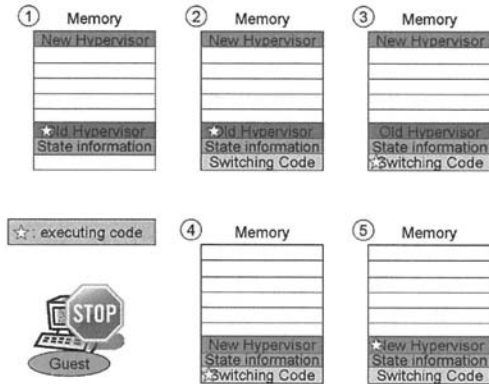 1 Memory
New Hypervisor
Old Hypervisor
State information
2 Memory
New Hypervisor
Old Hypervisor
State information
Switching Code
3 Memory
New Hypervisor
Old Hypervisor
State information
Switching Code
: executing code
STOP
Guest
4 Memory
New Hypervisor
State information
Switching Code
5 Memory
New Hypervisor
State information
Switching Code